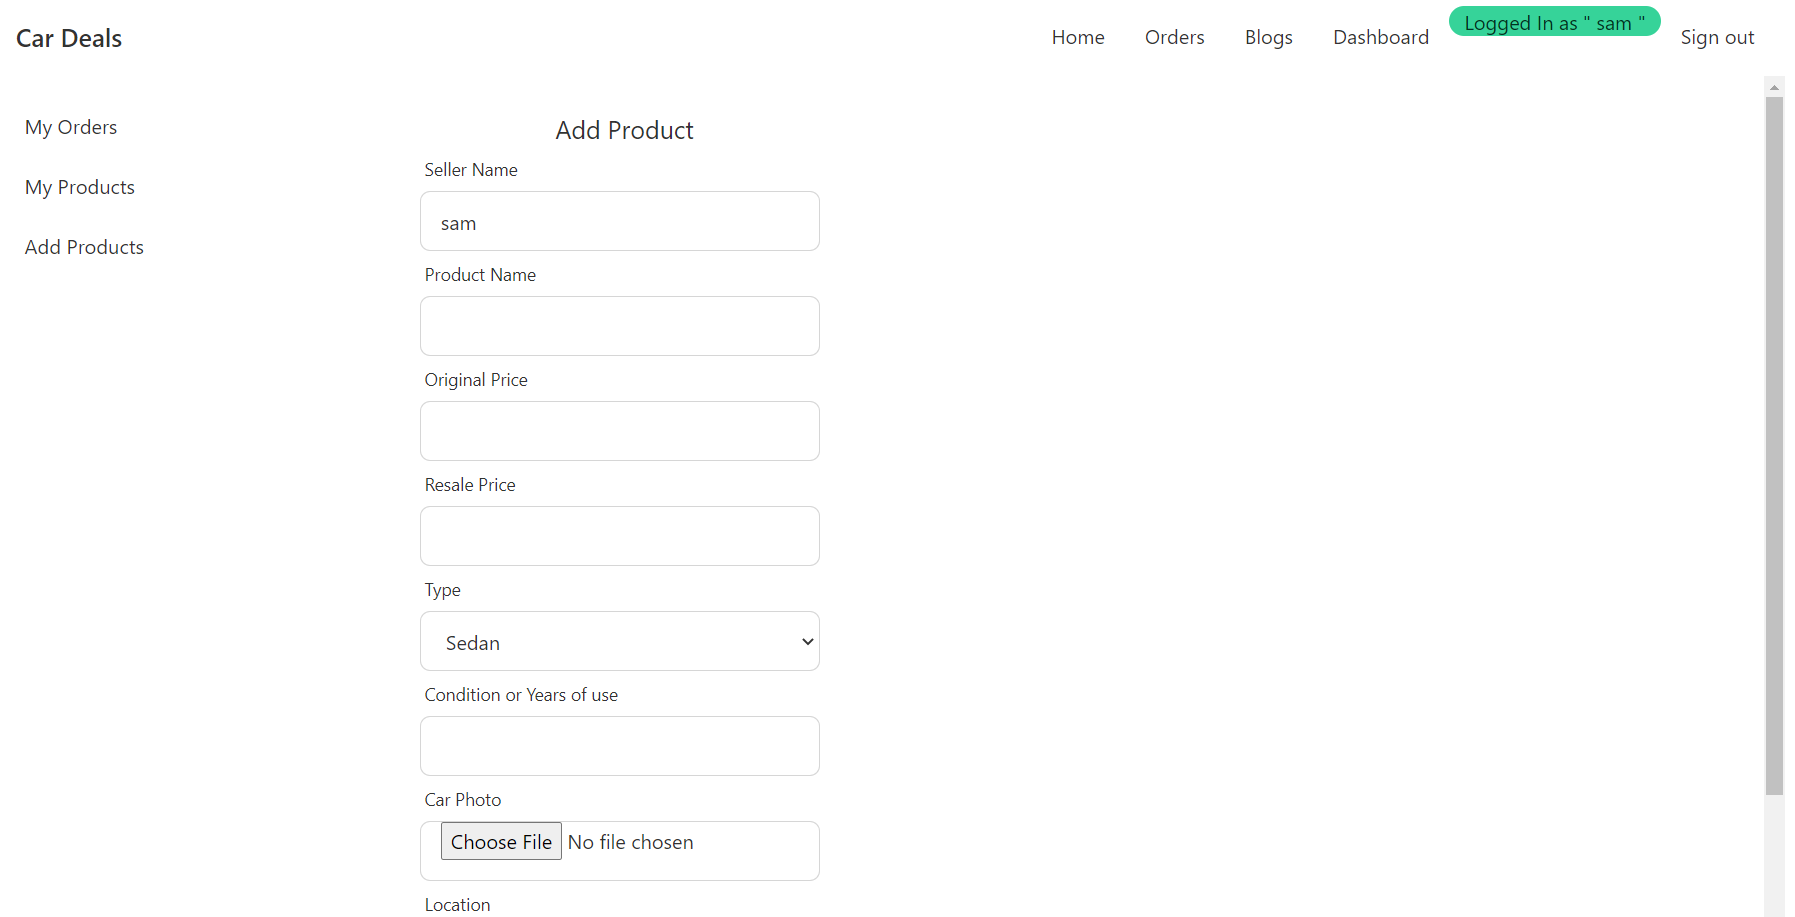 Car Deals
Home Orders Blogs Dashboard Logged In as " sam " Sign out
My Orders
My Products
Add Products
Add Product
Seller Name
sam
Product Name
Original Price
Resale Price
Type
Sedan
Condition or Years of use
Car Photo
Choose File No file chosen
Location